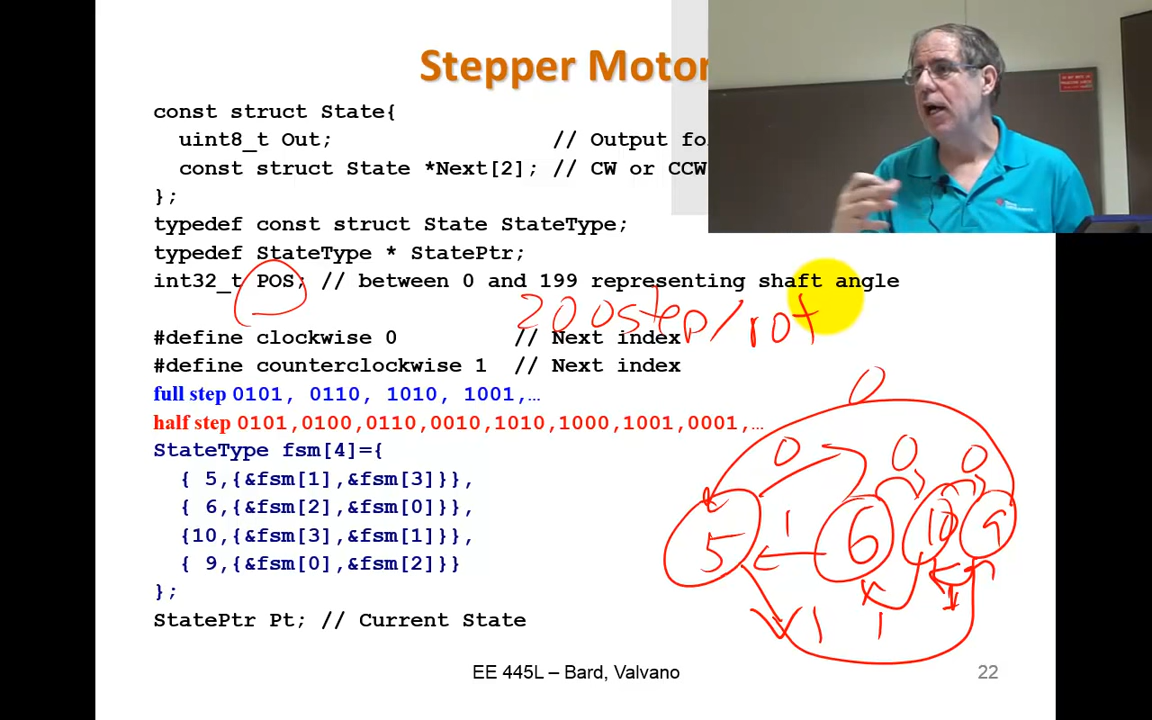 Stepper Motor
const struct State{
uint8_t Out; // Output fo
const struct State *Next[2]; // CW or CCW
};
typedef const struct State StateType;
typedef StateType * StatePtr;
int32_t POS; // between 0 and 199 representing shaft angle
200step/rot
#define clockwise 0 // Next index
#define counterclockwise 1 // Next index
full step 0101, 0110, 1010, 1001,…
half step 0101,0100,0110,0010,1010,1000,1001,0001,…
StateType fsm[4]={
{ 5,{&fsm[1],&fsm[3]}},
{ 6,{&fsm[2],&fsm[0]}},
{10,{&fsm[3],&fsm[1]}},
{ 9,{&fsm[0],&fsm[2]}}
};
StatePtr Pt; // Current State
0
0 0 0
5 1 6 10 9
1 1 1
EE 445L – Bard, Valvano 22